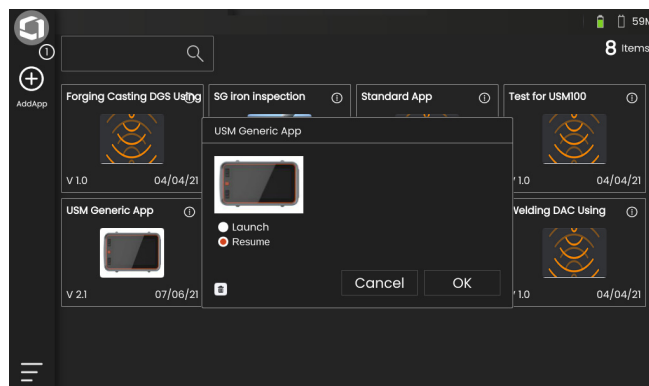 59M
1
8 Items
AddApp
Forging Casting DGS Using
SG iron inspection
Standard App
Test for USM100
V 1.0
04/04/21
V 1.0
04/04/21
USM Generic App
Launch
Resume
Cancel
OK
USM Generic App
V 2.1
07/06/21
Welding DAC Using
V 1.0
04/04/21